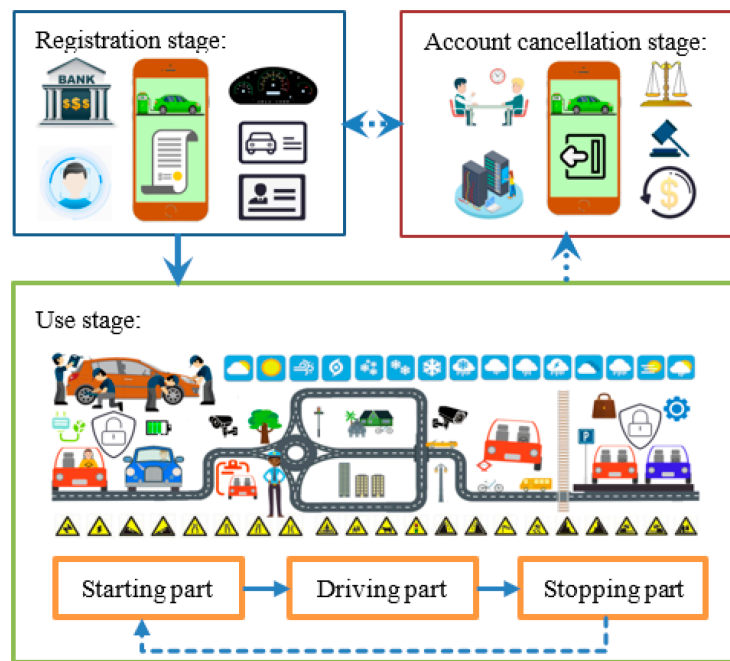 Registration stage:
BANK
$$$
Account cancellation stage:
$
Use stage:
P
Starting part
Driving part
Stopping part